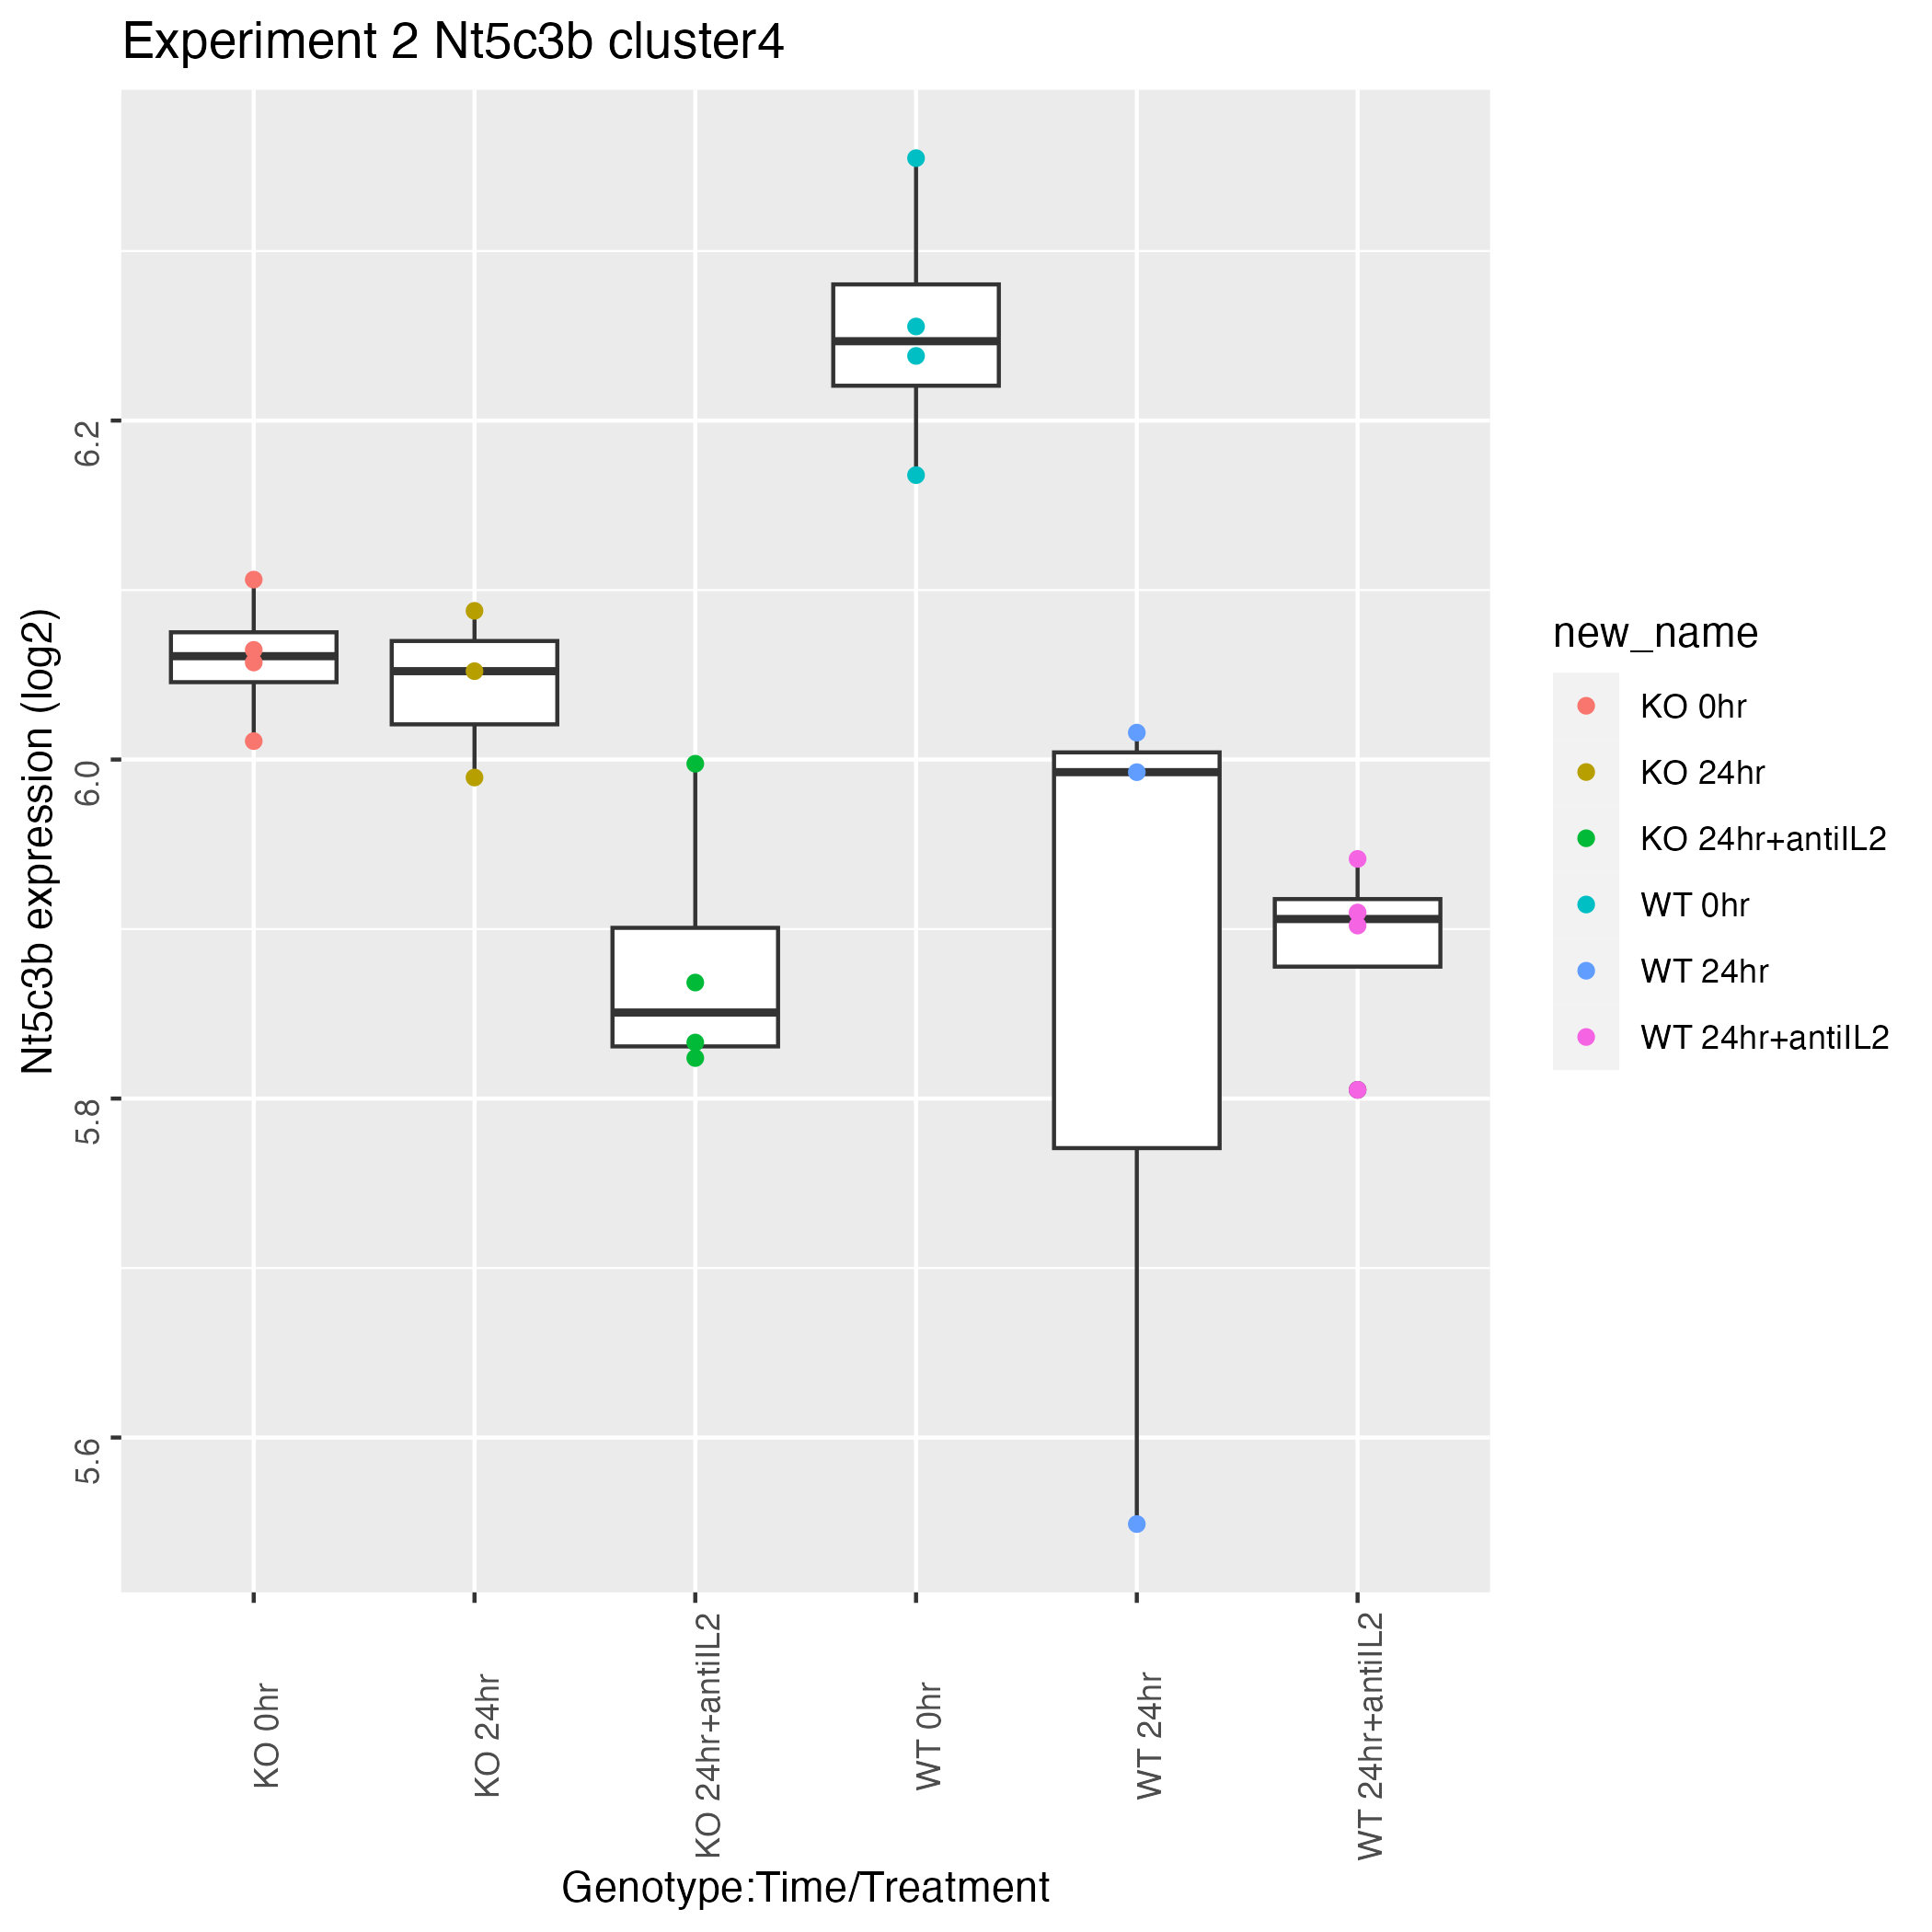 Experiment 2 Nt5c3b cluster4
Nt5c3b expression (log2)
6.2
6.0
5.8
5.6
KO 0hr
KO 24hr
KO 24hr+antiIL2
WT 0hr
WT 24hr
WT 24hr+antiIL2
Genotype:Time/Treatment
new_name
KO 0hr
KO 24hr
KO 24hr+antiIL2
WT 0hr
WT 24hr
WT 24hr+antiIL2